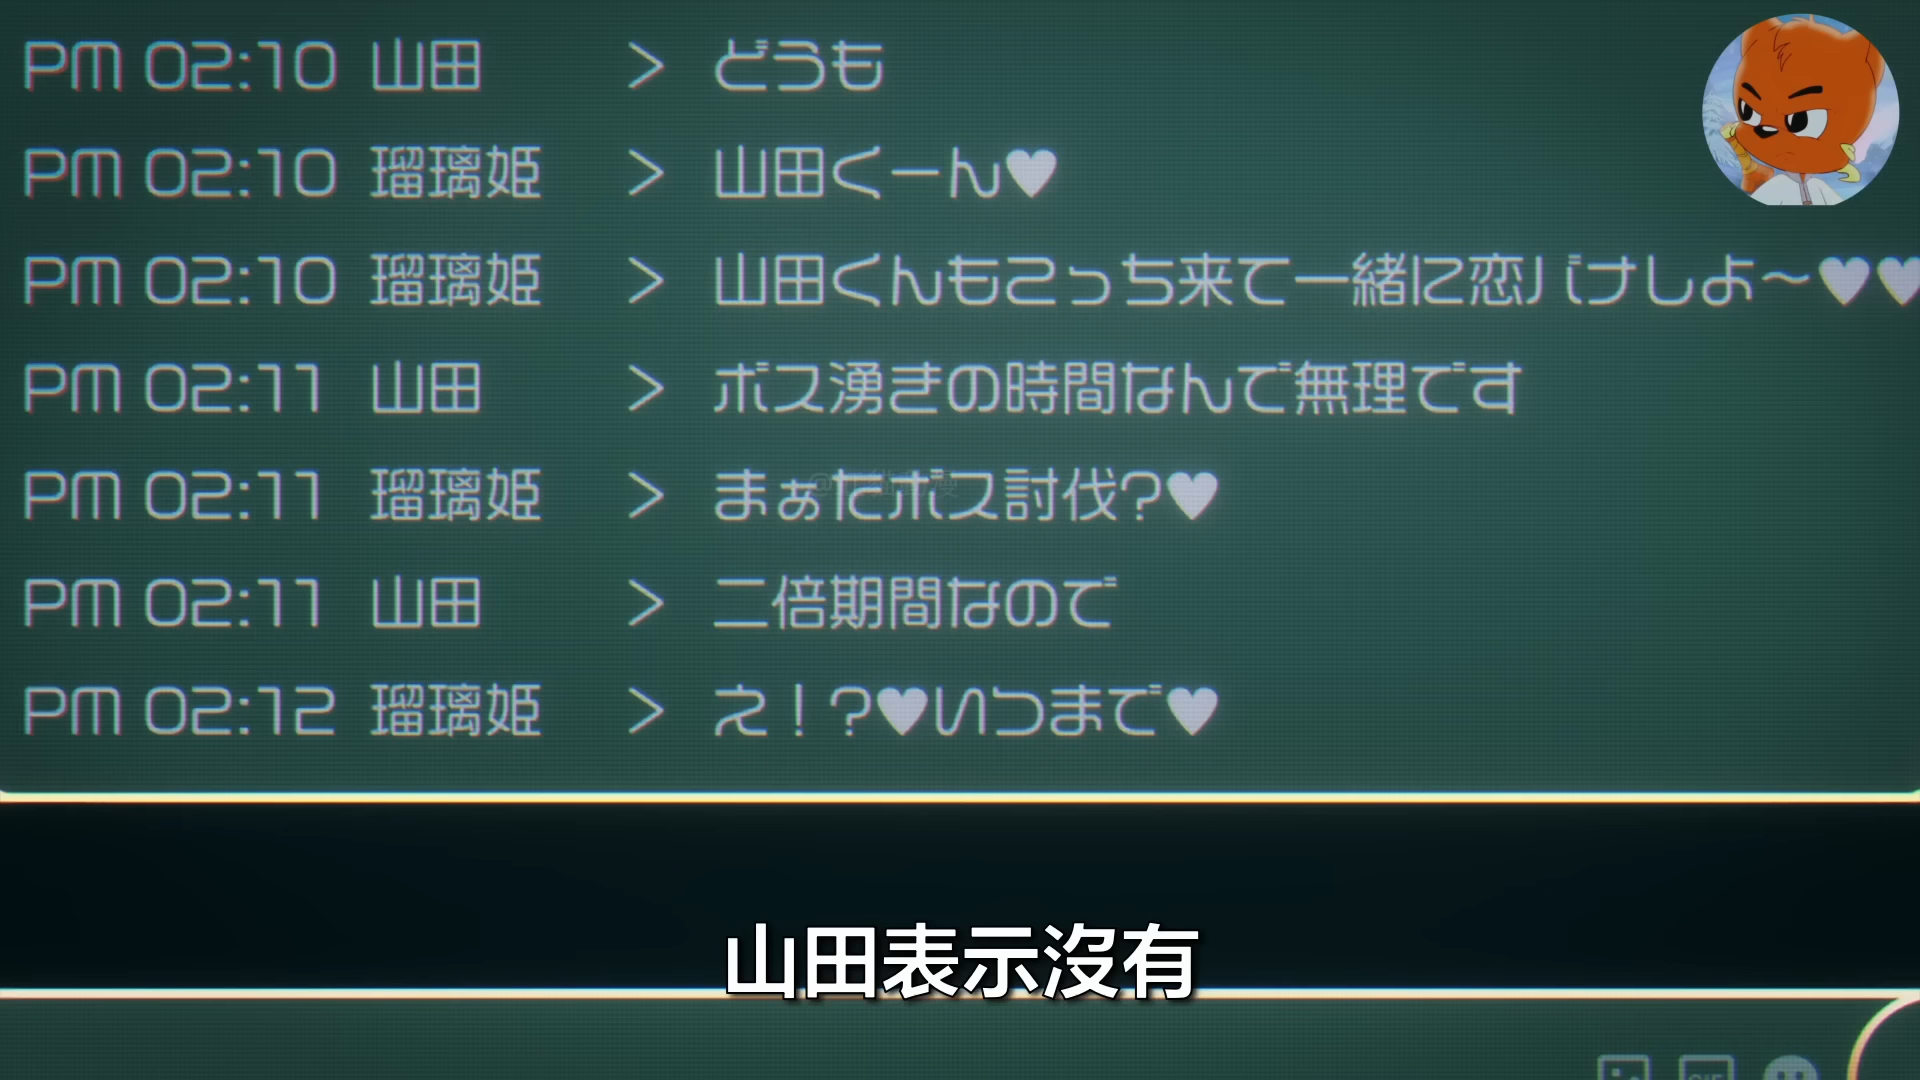 PM 02:10 山田 > どうも
PM 02:10 瑠璃姫 > 山田くーん♥
PM 02:10 瑠璃姫 > 山田くんもこっち来て一緒に恋バナしよ～♥♥
PM 02:11 山田 > ボス湧きの時間なんで無理です
PM 02:11 瑠璃姫 > まぁたボス討伐?♥
PM 02:11 山田 > 二倍期間なので
PM 02:12 瑠璃姫 > え！?♥いつまで♥
山田表示沒有